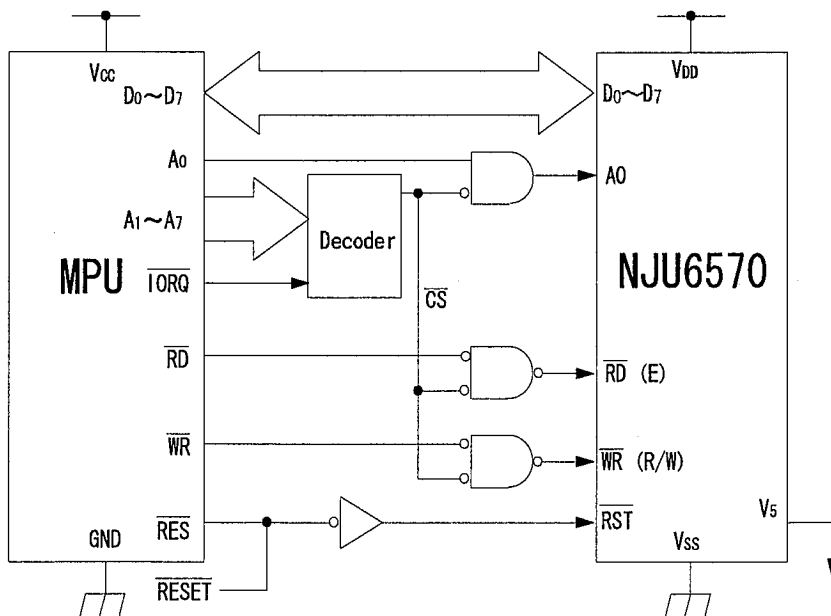 VCC
D0~D7
A0
A1~A7
MPU
IORQ
RD
WR
RES
GND
RESET
Decoder
CS
VDD
D0~D7
A0
NJU6570
RD (E)
WR (R/W)
RST
V5
VSS